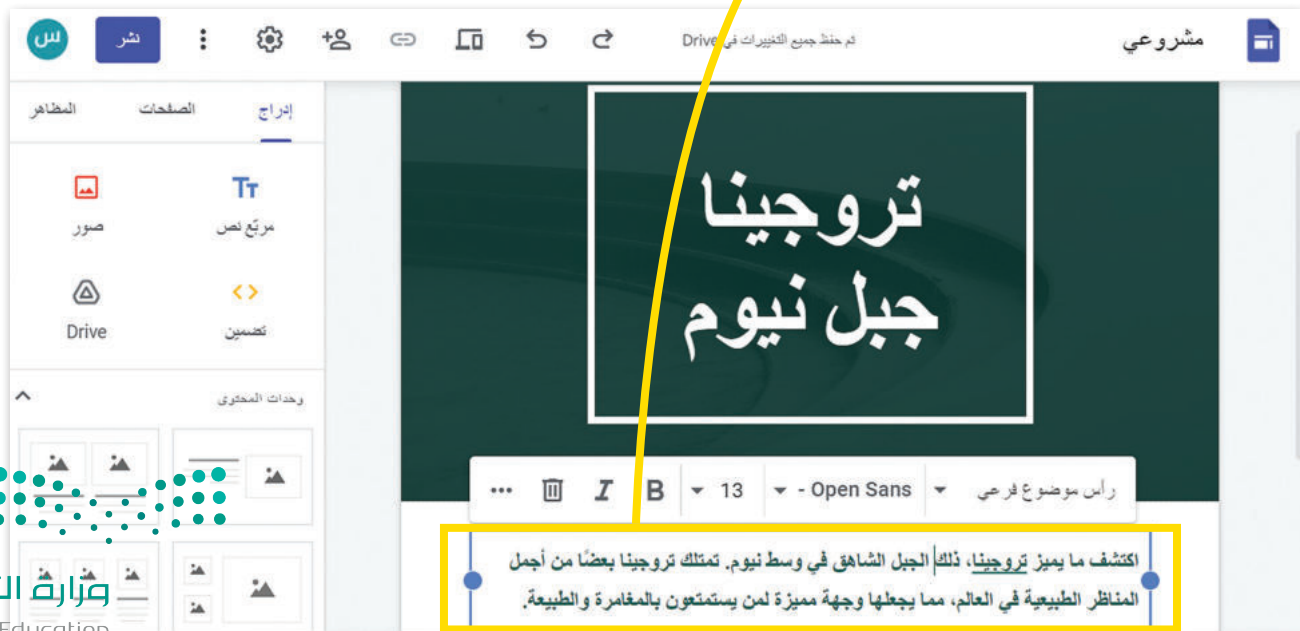 مشروعي
تم حفظ جميع التغييرات في Drive
نشر
س
إدراج
الصفحات
المظاهر
Tт
مربّع نص
صور
تضمين
Drive
وحدات المحتوى
تروجينا
جبل نيوم
رأس موضوع فرعي
Open Sans -
13
B
I
اكتشف ما يميز تروجينا، ذلك الجبل الشاهق في وسط نيوم. تمتلك تروجينا بعضًا من أجمل
المناظر الطبيعية في العالم، مما يجعلها وجهة مميزة لمن يستمتعون بالمغامرة والطبيعة.
وزارة